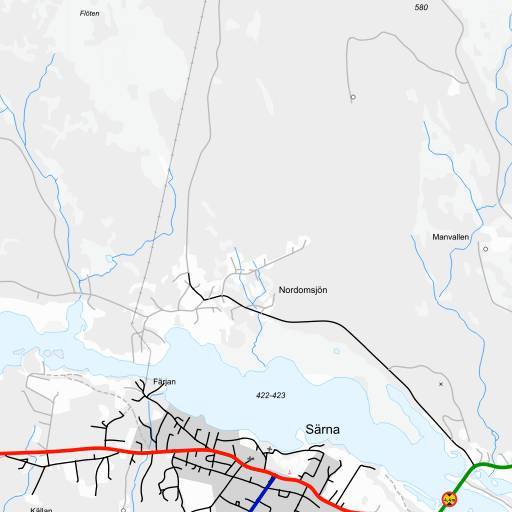 580
Flöten
Manvallen
Nordomsjön
Färjan
422-423
Särna
Källan